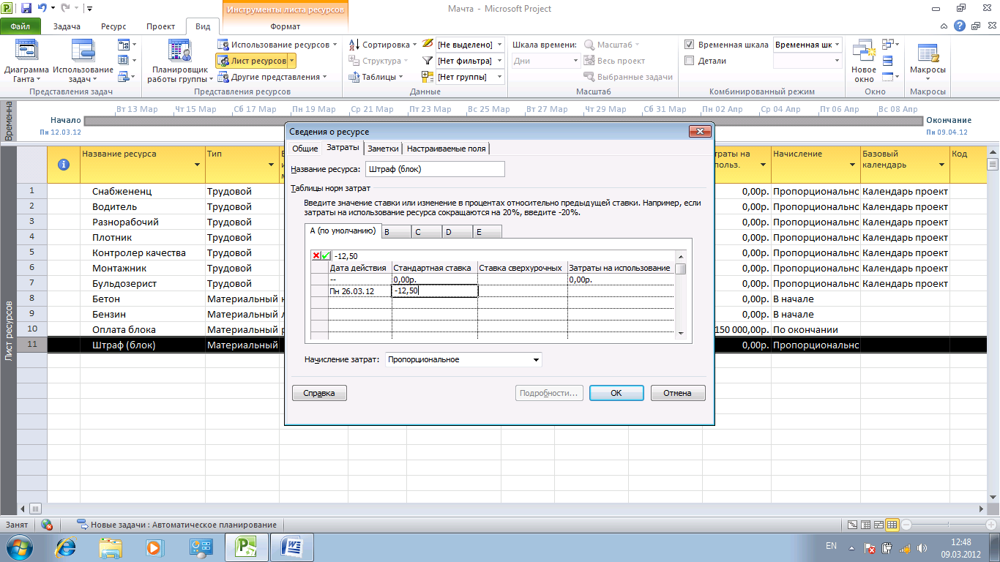 Инструменты листа ресурсов
Мачта - Microsoft Project
Файл Задача Ресурс Проект Вид Формат
Диаграмма Ганта
Использование задач
Представления задач
Планировщик работы группы
Использование ресурсов
Лист ресурсов
Другие представления
Представления ресурсов
Сортировка
Структура
Таблицы
[Не выделено]
[Нет фильтра]
[Нет группы]
Данные
Шкала времени:
Дни
Масштаб
Весь проект
Выбранные задачи
Масштаб
Временная шкала Временная шк
Детали
Комбинированный режим
Новое окно
Окно
Макросы
Макросы
Временна
Вт 13 Мар Чт 15 Мар Сб 17 Мар Пн 19 Мар Ср 21 Мар Пт 23 Мар Вс 25 Мар Вт 27 Мар Чт 29 Мар Сб 31 Мар Пн 02 Апр Ср 04 Апр Пт 06 Апр Вс 08 Апр
Начало
Пн 12.03.12
Окончание
Пн 09.04.12
Лист ресурсов
Название ресурса Тип траты на польз. Начисление Базовый календарь Код
1 Снабжененц Трудовой 0,00р. Пропорциональнс Календарь проект
2 Водитель Трудовой 0,00р. Пропорциональнс Календарь проект
3 Разнорабочий Трудовой 0,00р. Пропорциональнс Календарь проект
4 Плотник Трудовой 0,00р. Пропорциональнс Календарь проект
5 Контролер качества Трудовой 0,00р. Пропорциональнс Календарь проект
6 Монтажник Трудовой 0,00р. Пропорциональнс Календарь проект
7 Бульдозерист Трудовой 0,00р. Пропорциональнс Календарь проект
8 Бетон Материальный 0,00р. В начале
9 Бензин Материальный 0,00р. В начале
10 Оплата блока Материальный 150 000,00р. По окончании
11 Штраф (блок) Материальный 0,00р. Пропорциональнс
Сведения о ресурсе
Общие Затраты Заметки Настраиваемые поля
Название ресурса: Штраф (блок)
Таблицы норм затрат
Введите значение ставки или изменение в процентах относительно предыдущей ставки. Например, если
затраты на использование ресурса сокращаются на 20%, введите -20%.
A (по умолчанию) B C D E
-12,50
Дата действия Стандартная ставка Ставка сверхурочных Затраты на использование
-- 0,00р. 0,00р.
Пн 26.03.12 -12,50
Начисление затрат: Пропорциональное
Справка Подробности... ОК Отмена
Занят Новые задачи : Автоматическое планирование
EN
12:48
09.03.2012